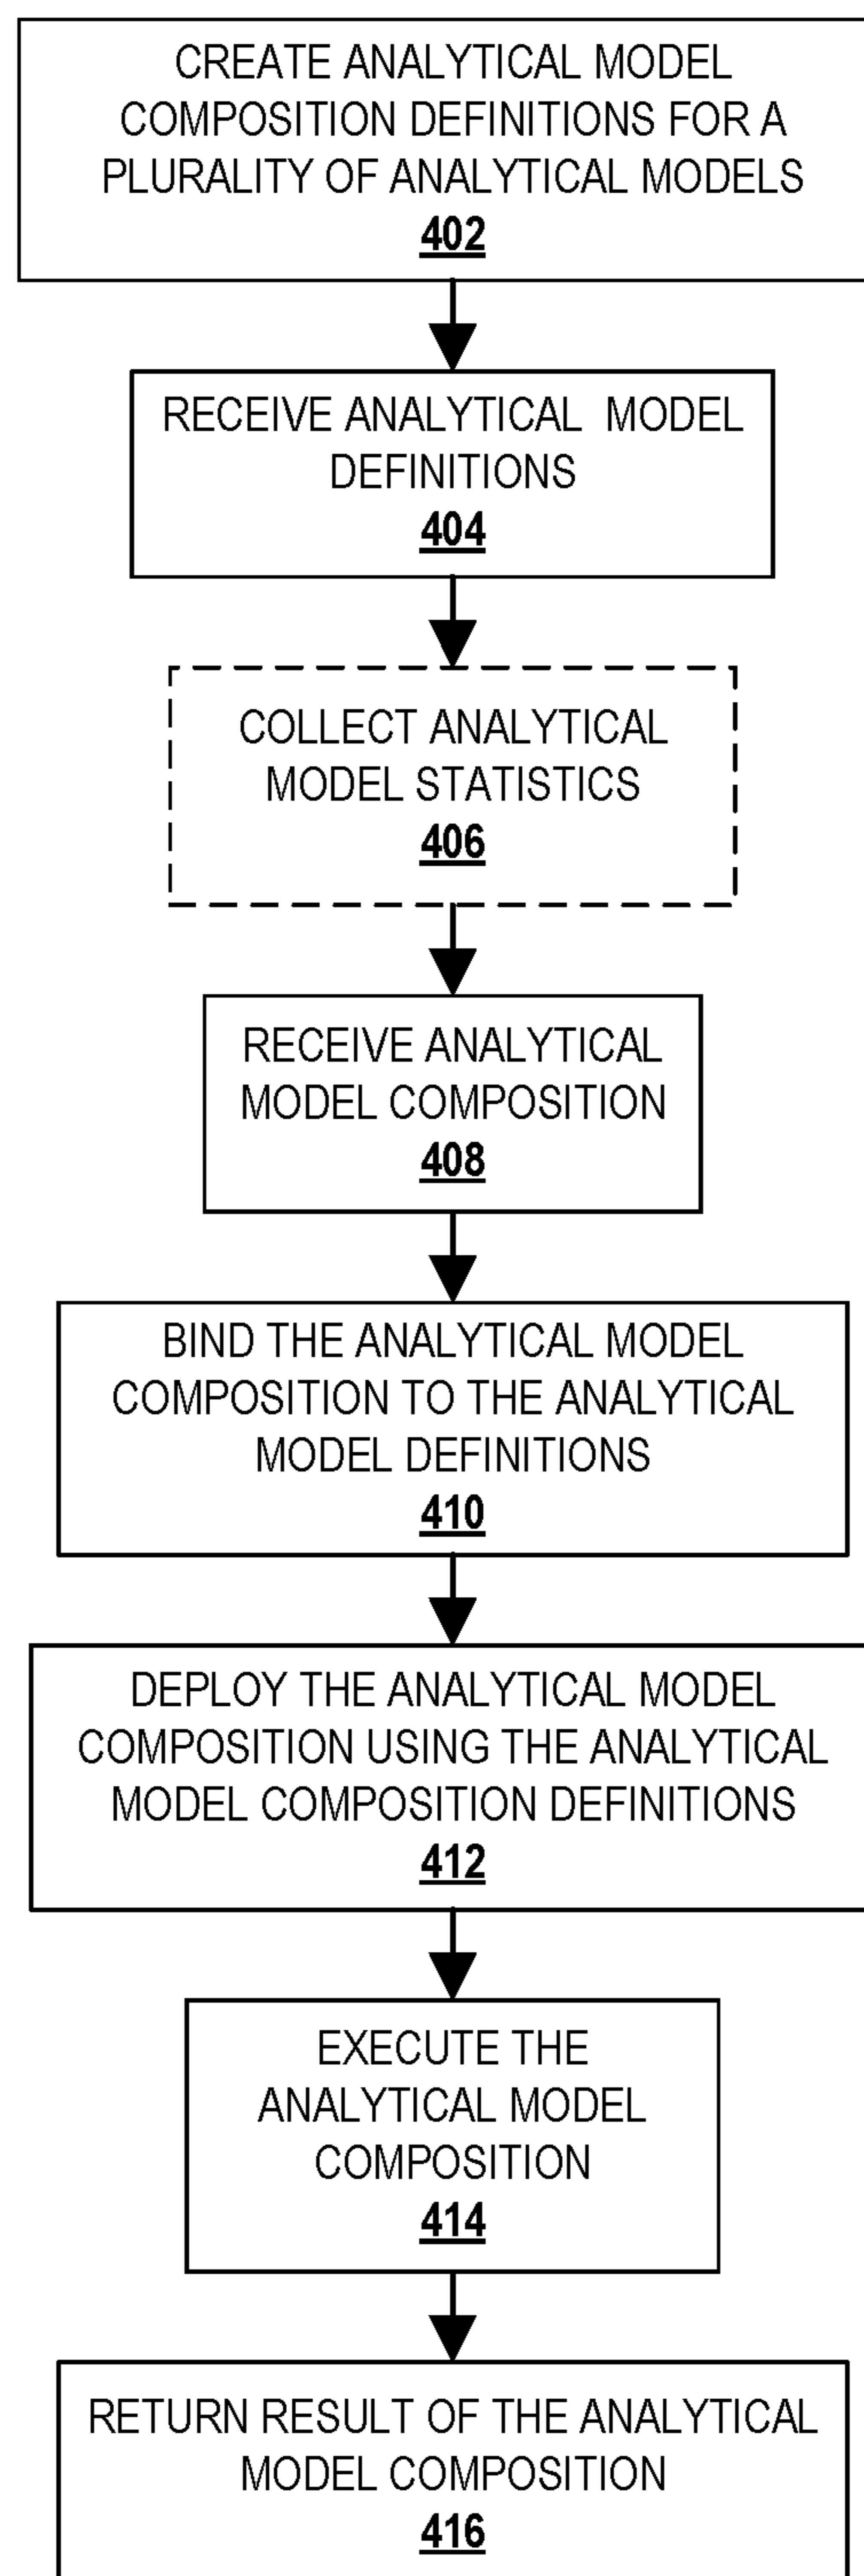 CREATE ANALYTICAL MODEL
COMPOSITION DEFINITIONS FOR A
PLURALITY OF ANALYTICAL MODELS
402
RECEIVE ANALYTICAL MODEL
DEFINITIONS
404
COLLECT ANALYTICAL
MODEL STATISTICS
406
RECEIVE ANALYTICAL
MODEL COMPOSITION
408
BIND THE ANALYTICAL MODEL
COMPOSITION TO THE ANALYTICAL
MODEL DEFINITIONS
410
DEPLOY THE ANALYTICAL MODEL
COMPOSITION USING THE ANALYTICAL
MODEL COMPOSITION DEFINITIONS
412
EXECUTE THE
ANALYTICAL MODEL
COMPOSITION
414
RETURN RESULT OF THE ANALYTICAL
MODEL COMPOSITION
416